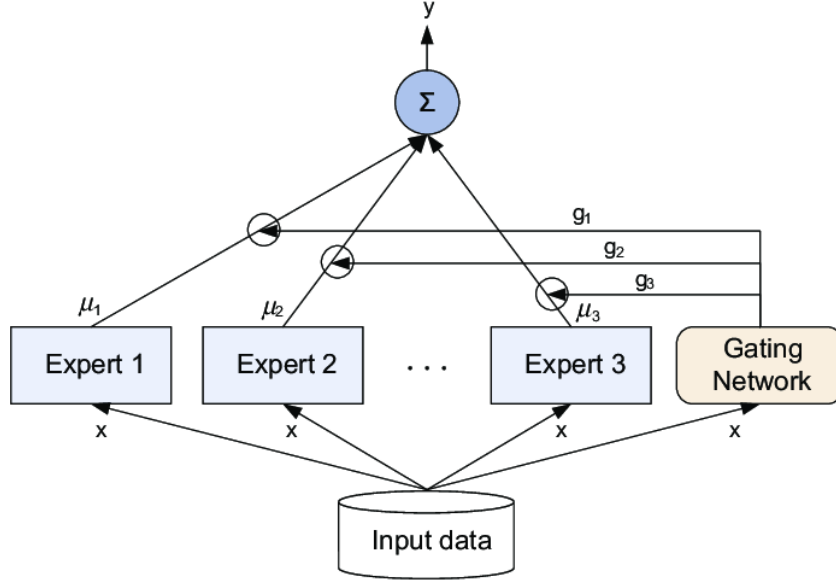 y
Σ
g₁
g₂
g₃
μ₁
μ₂
μ₃
Expert 1
Expert 2
. . .
Expert 3
Gating
Network
x
x
x
x
Input data